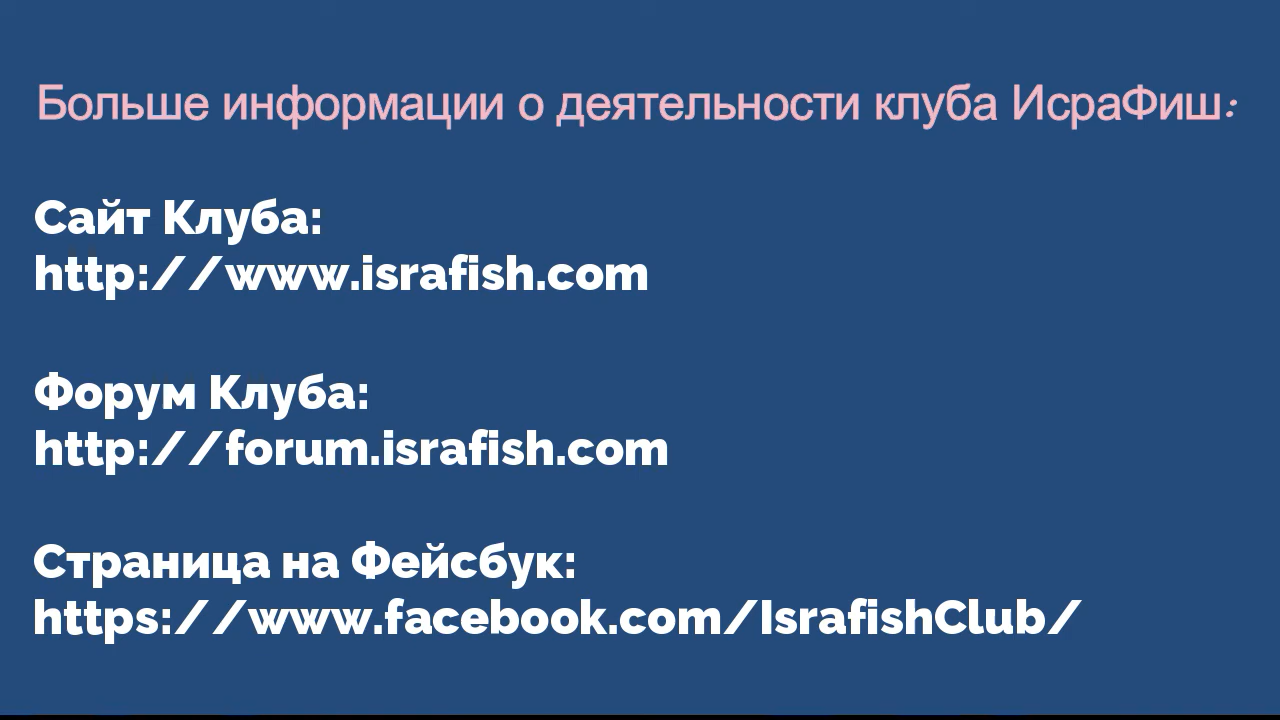 Больше информации о деятельности клуба ИсраФиш:
Сайт Клуба:
http://www.israfish.com
Форум Клуба:
http://forum.israfish.com
Страница на Фейсбук:
https://www.facebook.com/IsrafishClub/